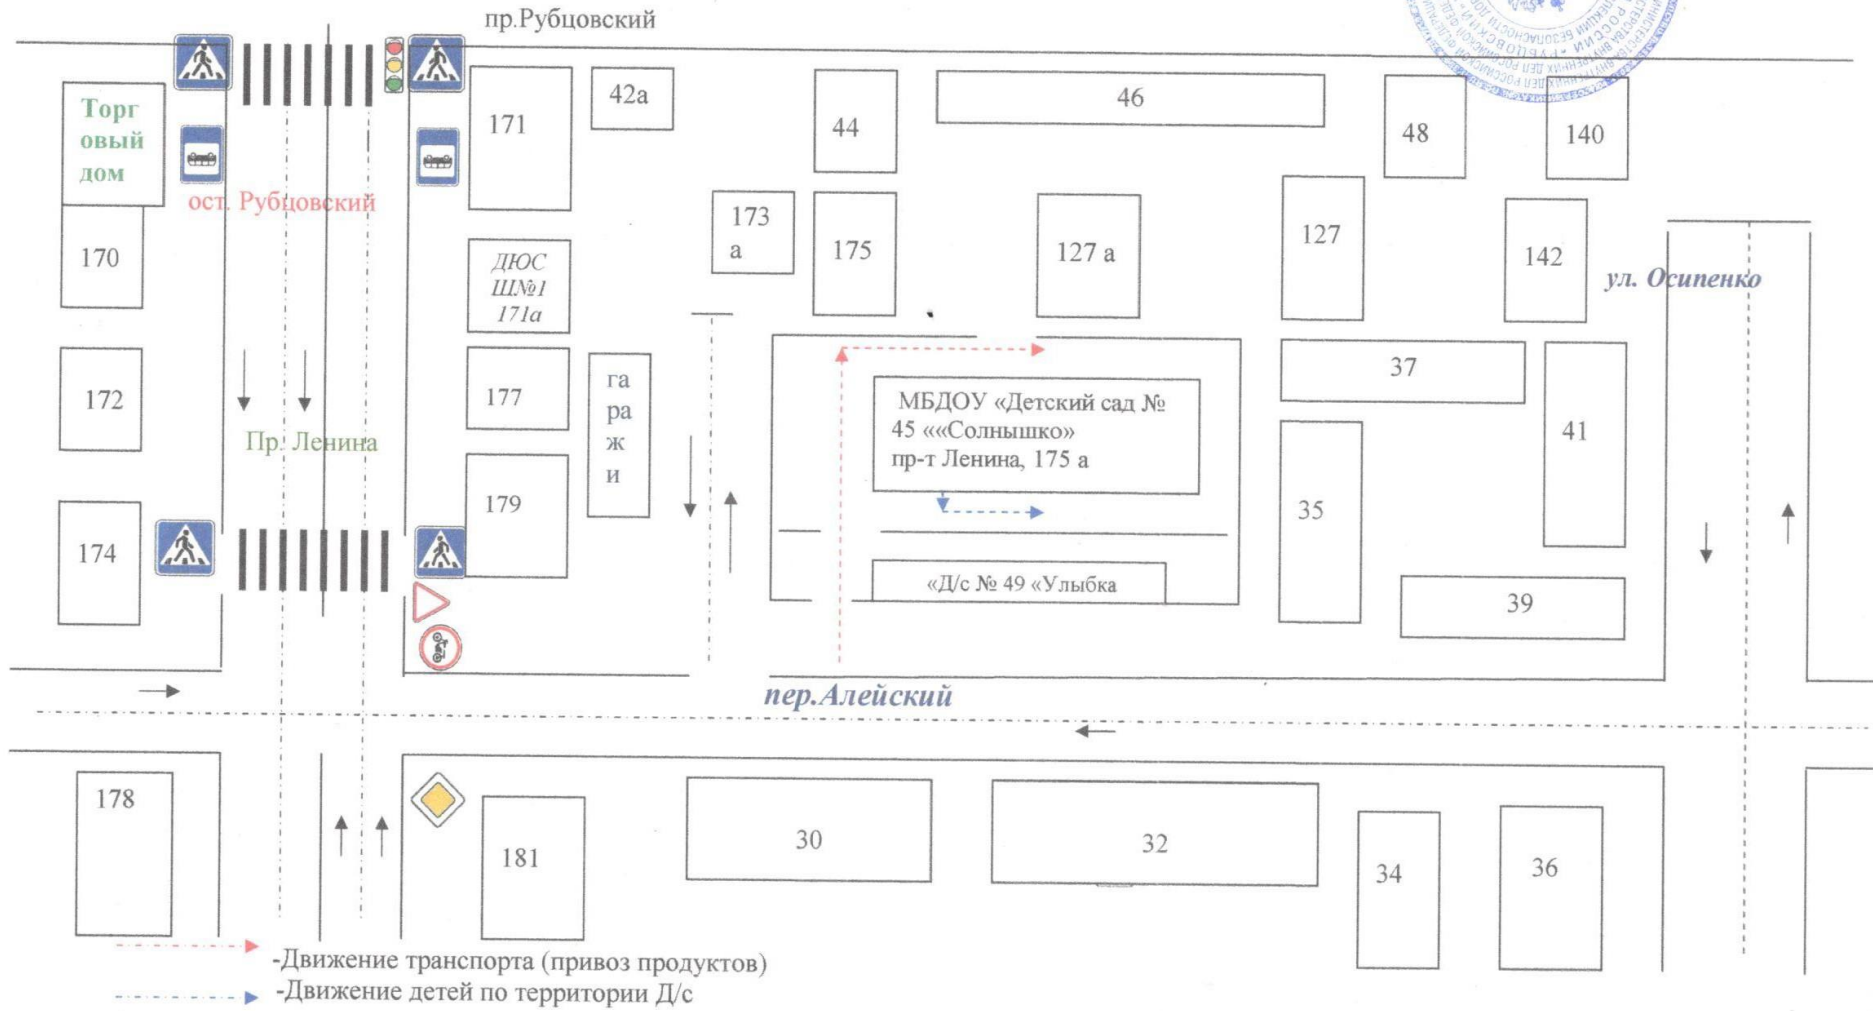 пр.Рубцовский
Торг
овый
дом
ост. Рубцовский
171
42а
44
46
48
140
170
ДЮС
Ш№1
171а
173
а
175
127 а
127
142
ул. Осипенко
172
Пр. Ленина
177
га
ра
ж
и
МБДОУ «Детский сад №
45 ««Солнышко»
пр-т Ленина, 175 а
37
41
174
179
35
«Д/с № 49 «Улыбка
39
пер.Алейский
178
181
30
32
34
36
-Движение транспорта (привоз продуктов)
-Движение детей по территории Д/с